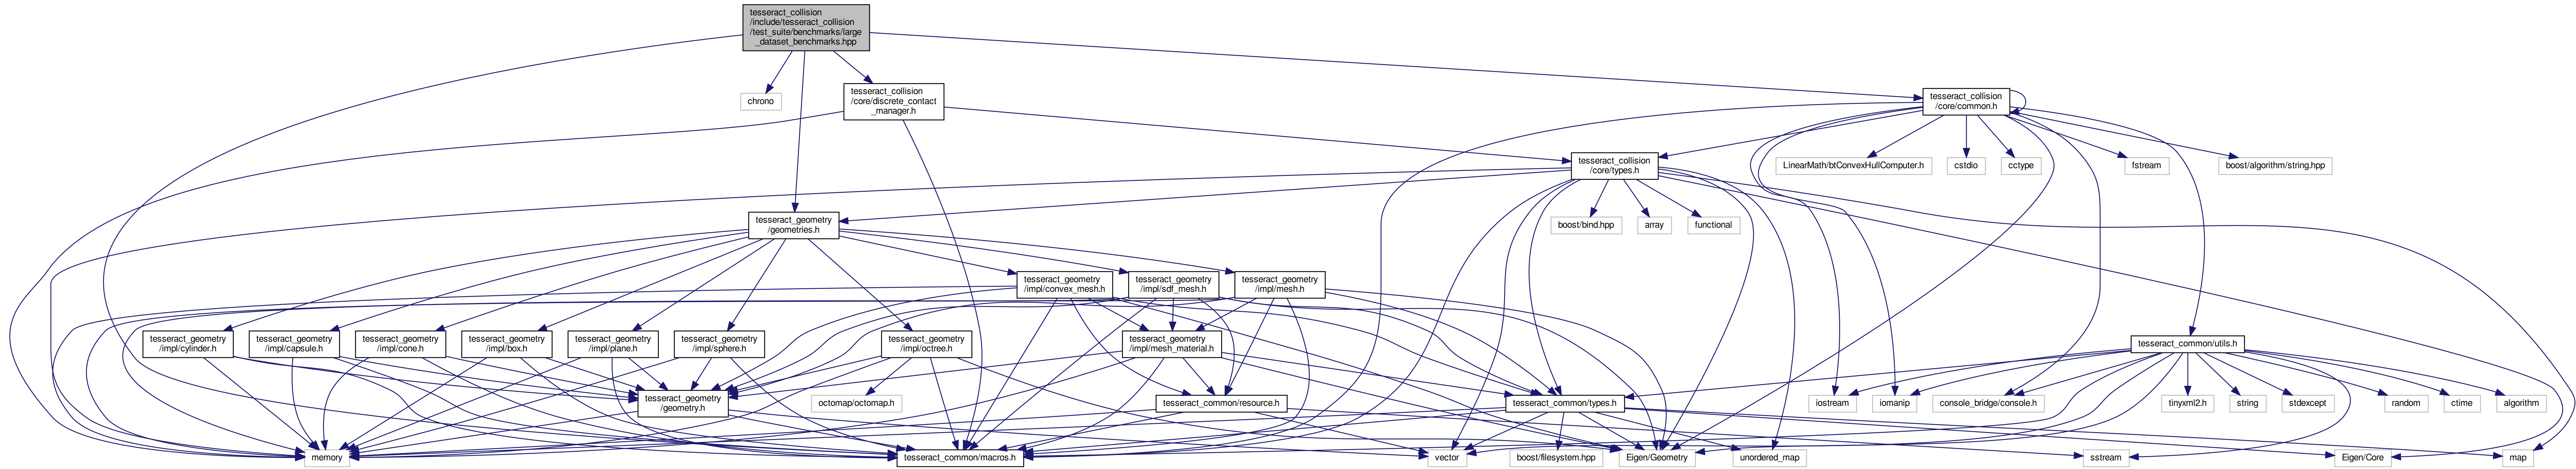 tesseract_collision
/include/tesseract_collision
/test_suite/benchmarks/large
_dataset_benchmarks.hpp
chrono
tesseract_collision
/core/discrete_contact
_manager.h
tesseract_collision
/core/common.h
tesseract_collision
/core/types.h
LinearMath/btConvexHullComputer.h
cstdio
cctype
fstream
boost/algorithm/string.hpp
tesseract_geometry
/geometries.h
boost/bind.hpp
array
functional
tesseract_geometry
/impl/convex_mesh.h
tesseract_geometry
/impl/sdf_mesh.h
tesseract_geometry
/impl/mesh.h
tesseract_geometry
/impl/cylinder.h
tesseract_geometry
/impl/capsule.h
tesseract_geometry
/impl/cone.h
tesseract_geometry
/impl/box.h
tesseract_geometry
/impl/plane.h
tesseract_geometry
/impl/sphere.h
tesseract_geometry
/impl/octree.h
tesseract_geometry
/impl/mesh_material.h
tesseract_common/utils.h
tesseract_geometry
/geometry.h
octomap/octomap.h
tesseract_common/resource.h
tesseract_common/types.h
iostream
iomanip
console_bridge/console.h
tinyxml2.h
string
stdexcept
random
ctime
algorithm
memory
tesseract_common/macros.h
vector
boost/filesystem.hpp
Eigen/Geometry
unordered_map
sstream
Eigen/Core
map